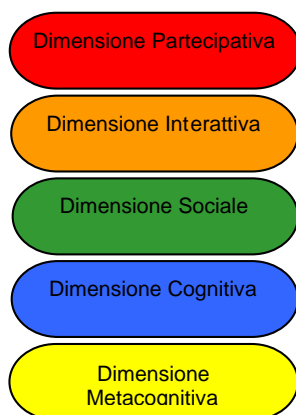 Dimensione Partecipativa
Dimensione Interattiva
Dimensione Sociale
Dimensione Cognitiva
Dimensione
Metacognitiva